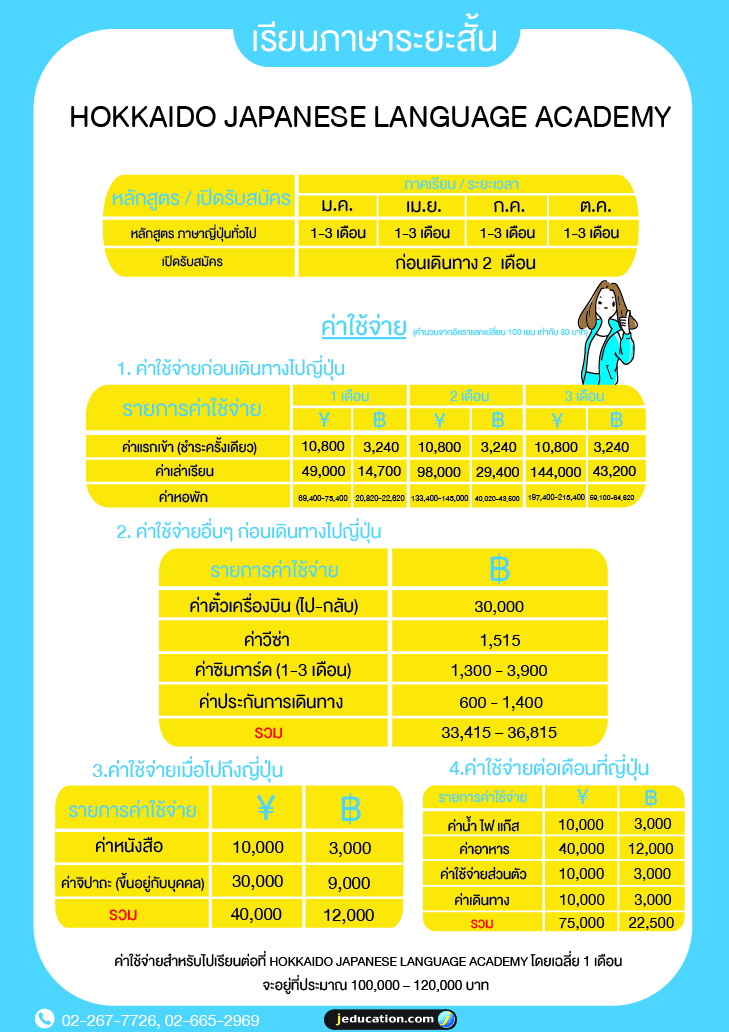 เรียนภาษาระยะสั้น
HOKKAIDO JAPANESE LANGUAGE ACADEMY
หลักสูตร / เปิดรับสมัคร ภาคเรียน / ระยะเวลา
ม.ค. เม.ย. ก.ค. ต.ค.
หลักสูตร ภาษาญี่ปุ่นทั่วไป 1-3 เดือน 1-3 เดือน 1-3 เดือน 1-3 เดือน
เปิดรับสมัคร ก่อนเดินทาง 2 เดือน
ค่าใช้จ่าย (คำนวนจากอัตราแลกเปลี่ยน 100 เยน เท่ากับ 30 บาท)
1. ค่าใช้จ่ายก่อนเดินทางไปญี่ปุ่น
รายการค่าใช้จ่าย 1 เดือน 2 เดือน 3 เดือน
¥ ฿ ¥ ฿ ¥ ฿
ค่าแรกเข้า (ชำระครั้งเดียว) 10,800 3,240 10,800 3,240 10,800 3,240
ค่าเล่าเรียน 49,000 14,700 98,000 29,400 144,000 43,200
ค่าหอพัก 69,400-75,400 20,820-22,620 133,400-145,000 40,020-43,500 197,400-215,400 59,100-64,620
2. ค่าใช้จ่ายอื่นๆ ก่อนเดินทางไปญี่ปุ่น
รายการค่าใช้จ่าย ฿
ค่าตั๋วเครื่องบิน (ไป-กลับ) 30,000
ค่าวีซ่า 1,515
ค่าซิมการ์ด (1-3 เดือน) 1,300 - 3,900
ค่าประกันการเดินทาง 600 - 1,400
รวม 33,415 – 36,815
3.ค่าใช้จ่ายเมื่อไปถึงญี่ปุ่น
รายการค่าใช้จ่าย ¥ ฿
ค่าหนังสือ 10,000 3,000
ค่าจิปาถะ (ขึ้นอยู่กับบุคคล) 30,000 9,000
รวม 40,000 12,000
4.ค่าใช้จ่ายต่อเดือนที่ญี่ปุ่น
รายการค่าใช้จ่าย ¥ ฿
ค่าน้ำ ไฟ แก๊ส 10,000 3,000
ค่าอาหาร 40,000 12,000
ค่าใช้จ่ายส่วนตัว 10,000 3,000
ค่าเดินทาง 10,000 3,000
รวม 75,000 22,500
ค่าใช้จ่ายสำหรับไปเรียนต่อที่ HOKKAIDO JAPANESE LANGUAGE ACADEMY โดยเฉลี่ย 1 เดือน
จะอยู่ที่ประมาณ 100,000 – 120,000 บาท
02-267-7726, 02-665-2969
jeducation.com